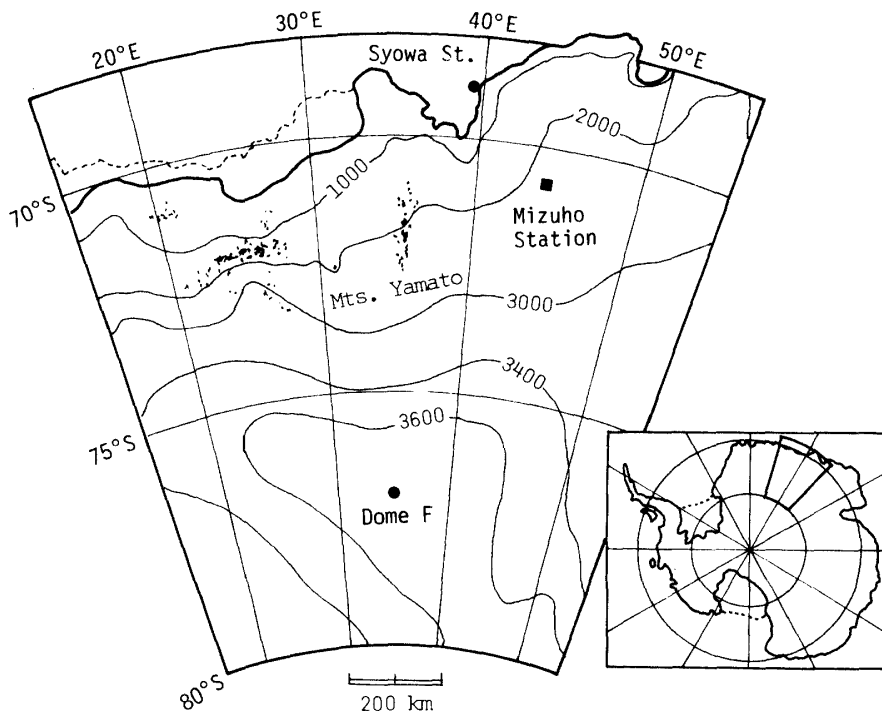 20°E
30°E
40°E
50°E
Syowa St.
2000
1000
70°S
Mizuho
Station
Mts. Yamato
3000
3400
3600
75°S
Dome F
80°S
200 km